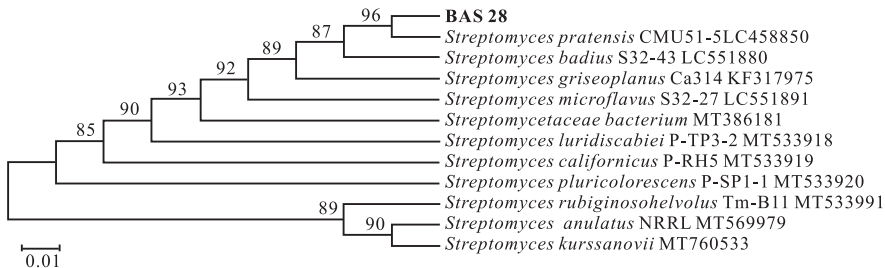 96
BAS 28
Streptomyces pratensis CMU51-5LC458850
87
Streptomyces badius S32-43 LC551880
89
Streptomyces griseoplanus Ca314 KF317975
92
Streptomyces microflavus S32-27 LC551891
93
Streptomycetaceae bacterium MT386181
90
Streptomyces luridiscabiei P-TP3-2 MT533918
85
Streptomyces californicus P-RH5 MT533919
Streptomyces pluricolorescens P-SP1-1 MT533920
89
Streptomyces rubiginosohelvolus Tm-B11 MT533991
Streptomyces anulatus NRRL MT569979
90
Streptomyces kurssanovii MT760533
0.01